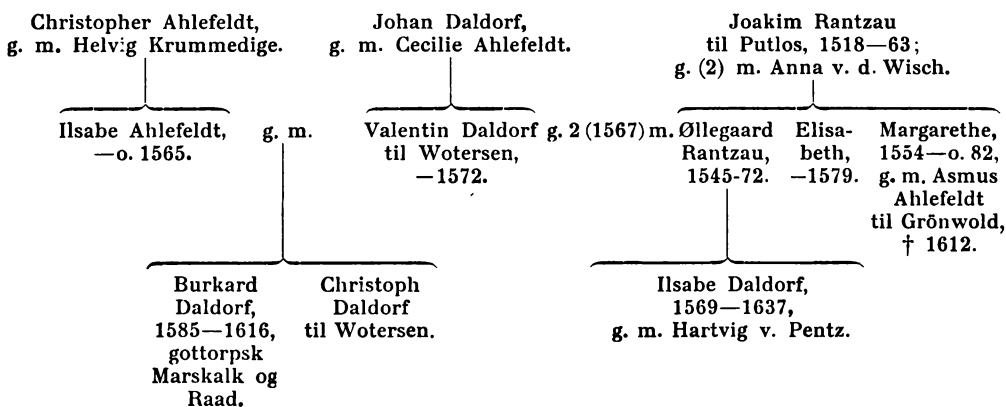 Christopher Ahlefeldt,
g. m. Helvig Krummedige.
Johan Daldorf,
g. m. Cecilie Ahlefeldt.
Joakim Rantzau
til Putlos, 1518—63;
g. (2) m. Anna v. d. Wisch.
Ilsabe Ahlefeldt,
—o. 1565.
g. m.
Valentin Daldorf
til Wotersen,
—1572.
g. 2 (1567) m.
Øllegaard
Rantzau,
1545-72.
Elisa-
beth,
—1579.
Margarethe,
1554—o. 82,
g. m. Asmus
Ahlefeldt
til Grönwold,
† 1612.
Burkard
Daldorf,
1585—1616,
gottorpsk
Marskalk og
Raad.
Christoph
Daldorf
til Wotersen.
Ilsabe Daldorf,
1569—1637,
g. m. Hartvig v. Pentz.